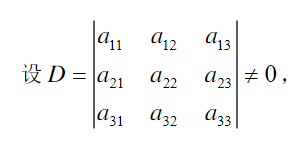 a₁₁ a₁₂ a₁₃
设 D = | a₂₁ a₂₂ a₂₃ | ≠ 0 ,
a₃₁ a₃₂ a₃₃